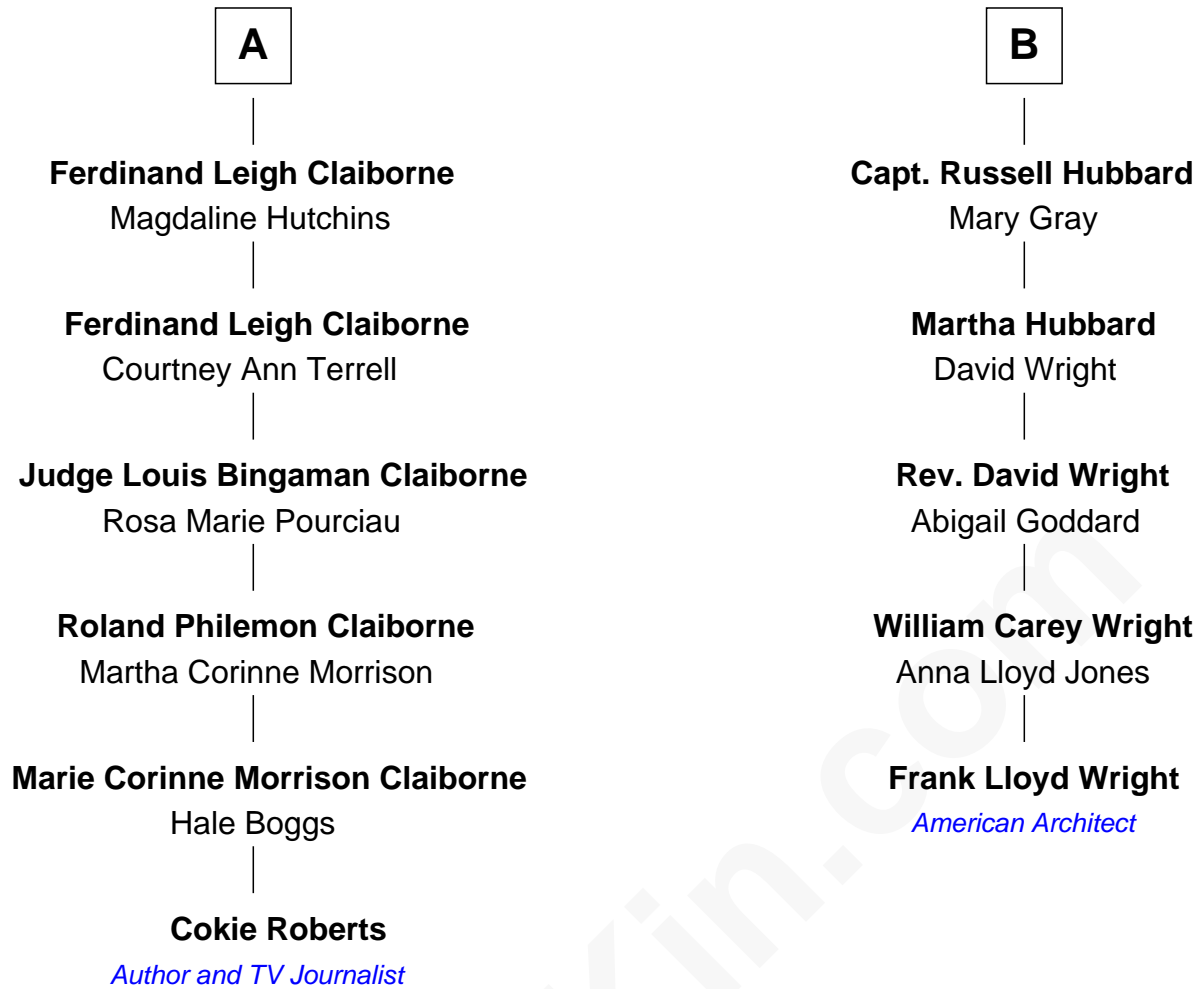 A
Ferdinand Leigh Claiborne
Magdaline Hutchins
Ferdinand Leigh Claiborne
Courtney Ann Terrell
Judge Louis Bingaman Claiborne
Rosa Marie Pourciau
Roland Philemon Claiborne
Martha Corinne Morrison
Marie Corinne Morrison Claiborne
Hale Boggs
Cokie Roberts
Author and TV Journalist
B
Capt. Russell Hubbard
Mary Gray
Martha Hubbard
David Wright
Rev. David Wright
Abigail Goddard
William Carey Wright
Anna Lloyd Jones
Frank Lloyd Wright
American Architect
Kin.com